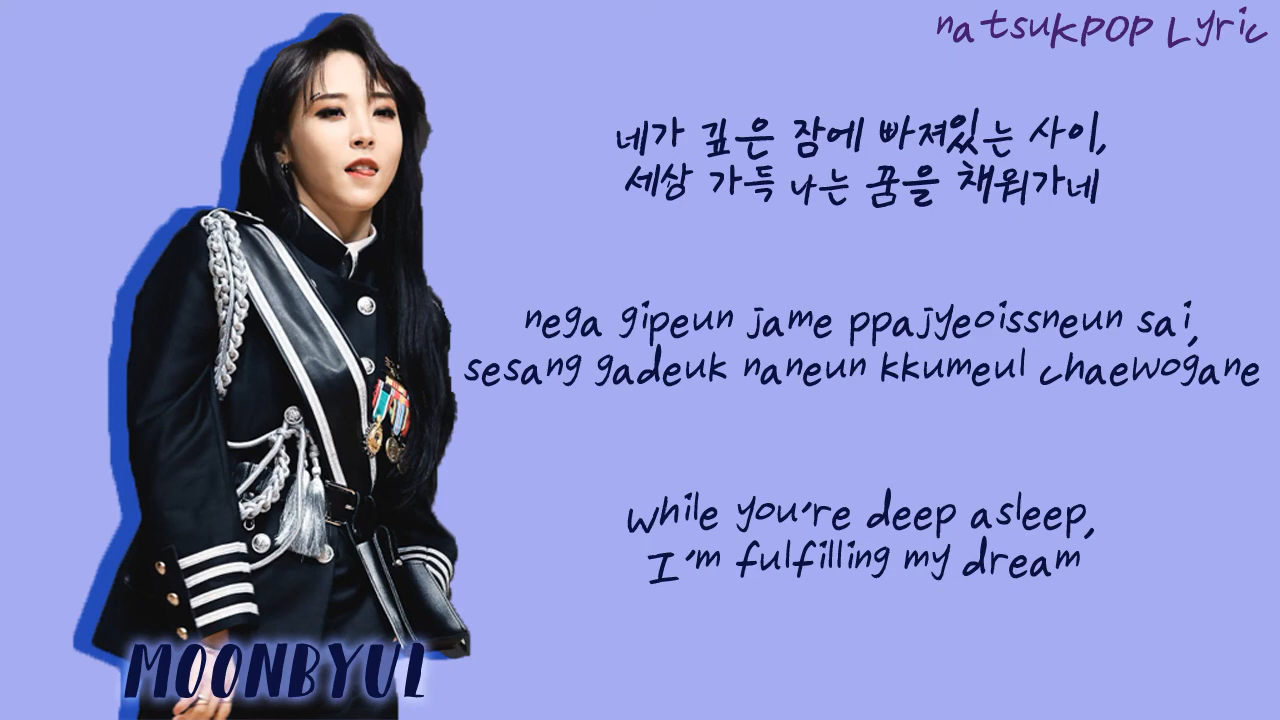 natsukpop Lyric
네가 깊은 잠에 빠져있는 사이,
세상 가득 나는 꿈을 채워가네
nega gipeun jame ppajyeoissneun sai,
sesang gadeuk naneun kkumeul chaewogane
while you're deep asleep,
I'm fulfilling my dream
MOONBYUL